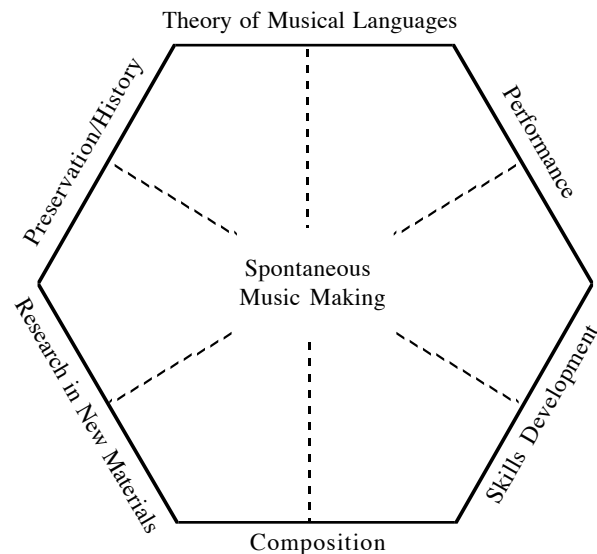 Theory of Musical Languages
Preservation/History
Performance
Spontaneous
Music Making
Research in New Materials
Skills Development
Composition